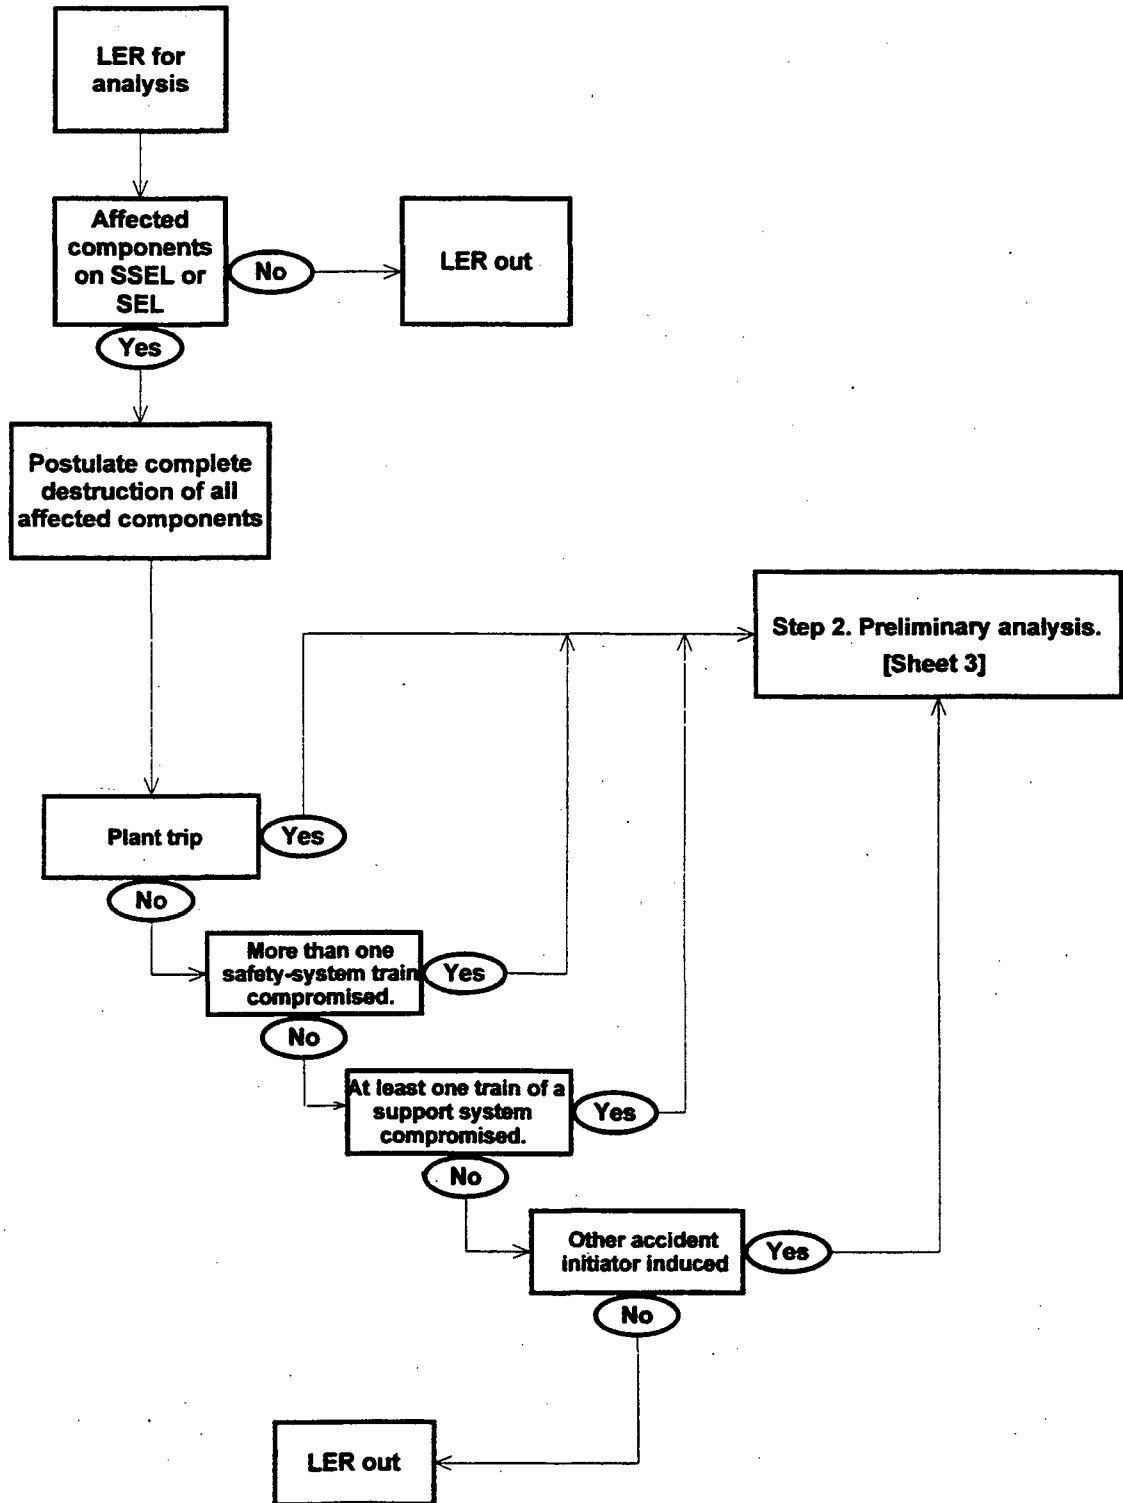 LER for
analysis
Affected
components
on SSEL or
SEL
No
LER out
Yes
Postulate complete
destruction of all
affected components
Step 2. Preliminary analysis.
[Sheet 3]
Plant trip
Yes
No
More than one
safety-system train
compromised.
Yes
No
At least one train of a
support system
compromised.
Yes
No
Other accident
initiator induced
Yes
No
LER out